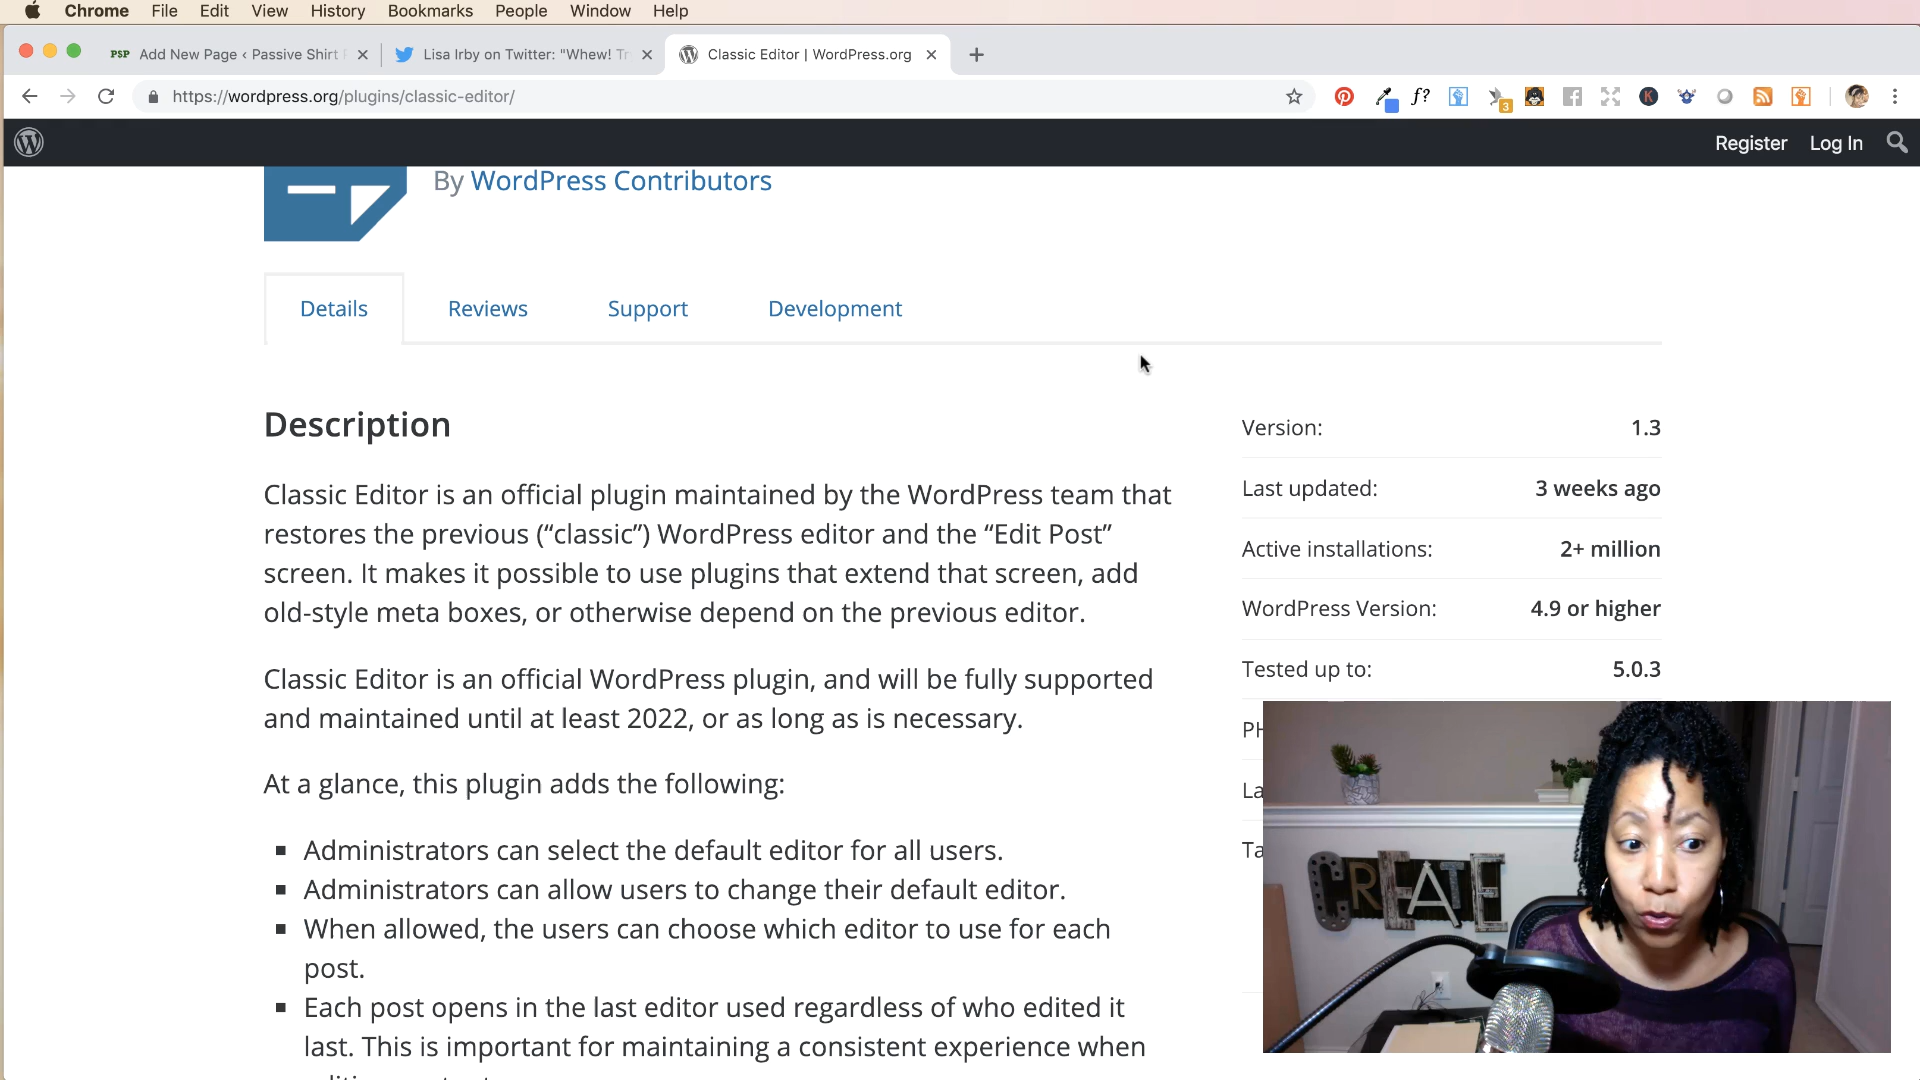 Chrome File Edit View History Bookmarks People Window Help
PSP Add New Page ‹ Passive Shirt
Lisa Irby on Twitter: "Whew! Tr
Classic Editor | WordPress.org
https://wordpress.org/plugins/classic-editor/
f?
3
K
Register Log In
By WordPress Contributors
Details Reviews Support Development
Description
Classic Editor is an official plugin maintained by the WordPress team that
restores the previous (“classic”) WordPress editor and the “Edit Post”
screen. It makes it possible to use plugins that extend that screen, add
old-style meta boxes, or otherwise depend on the previous editor.
Classic Editor is an official WordPress plugin, and will be fully supported
and maintained until at least 2022, or as long as is necessary.
At a glance, this plugin adds the following:
▪ Administrators can select the default editor for all users.
▪ Administrators can allow users to change their default editor.
▪ When allowed, the users can choose which editor to use for each
post.
▪ Each post opens in the last editor used regardless of who edited it
last. This is important for maintaining a consistent experience when
Version: 1.3
Last updated: 3 weeks ago
Active installations: 2+ million
WordPress Version: 4.9 or higher
Tested up to: 5.0.3
PH
La
Ta
CREATE